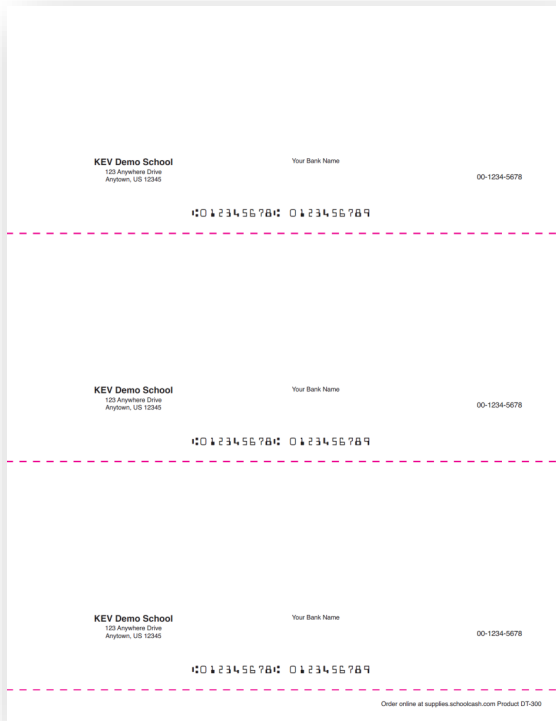 KEV Demo School
Your Bank Name
123 Anywhere Drive
Anytown, US 12345
00-1234-5678
⑆012345678⑆ 0123456789
KEV Demo School
Your Bank Name
123 Anywhere Drive
Anytown, US 12345
00-1234-5678
⑆012345678⑆ 0123456789
KEV Demo School
Your Bank Name
123 Anywhere Drive
Anytown, US 12345
00-1234-5678
⑆012345678⑆ 0123456789
Order online at supplies.schoolcash.com Product DT-300